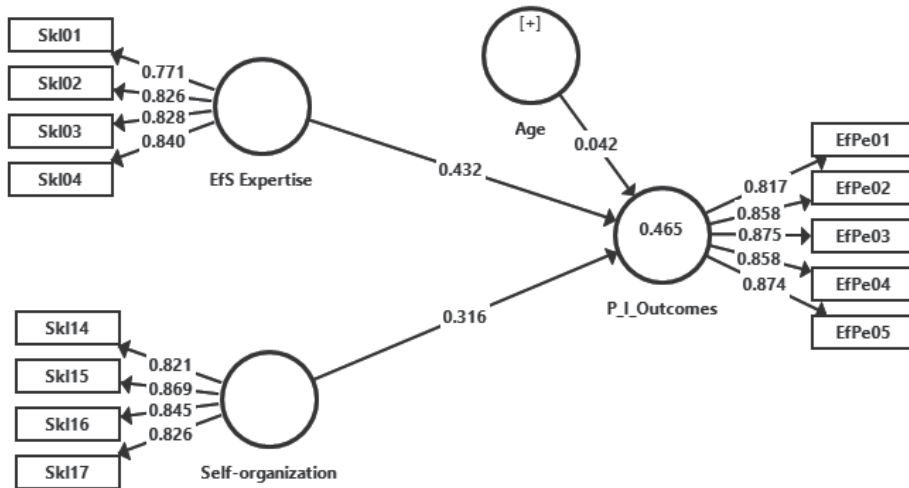 Skl01
Skl02
Skl03
Skl04
0.771
0.826
0.828
0.840
EfS Expertise
[+]
Age
0.042
0.432
0.465
P_I_Outcomes
0.817
0.858
0.875
0.858
0.874
EfPe01
EfPe02
EfPe03
EfPe04
EfPe05
0.316
Skl14
Skl15
Skl16
Skl17
0.821
0.869
0.845
0.826
Self-organization